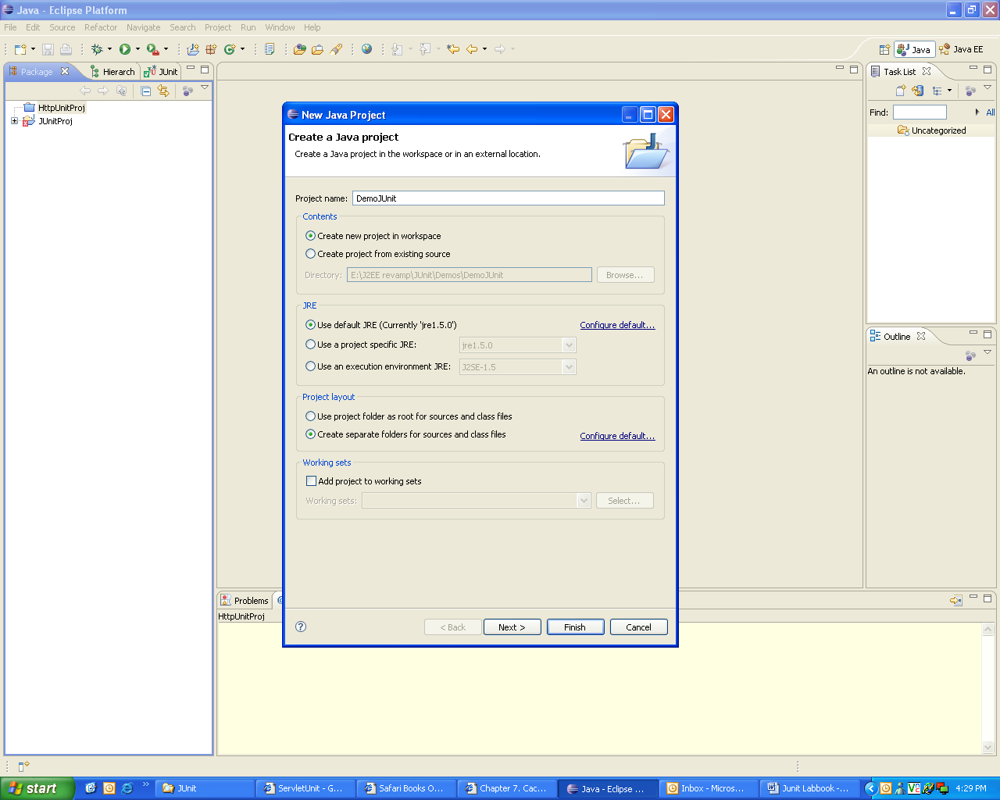 Java - Eclipse Platform
File Edit Source Refactor Navigate Search Project Run Window Help
Java Java EE
Package Hierarch JUnit
HttpUnitProj
JUnitProj
New Java Project
Create a Java project
Create a Java project in the workspace or in an external location.
Project name: DemoJUnit
Contents
Create new project in workspace
Create project from existing source
Directory: E:\J2EE revamp\JUnit\Demos\DemoJUnit Browse...
JRE
Use default JRE (Currently 'jre1.5.0') Configure default...
Use a project specific JRE: jre1.5.0
Use an execution environment JRE: J2SE-1.5
Project layout
Use project folder as root for sources and class files
Create separate folders for sources and class files Configure default...
Working sets
Add project to working sets
Working sets: Select...
< Back Next > Finish Cancel
Task List
Find: All
Uncategorized
Outline
An outline is not available.
Problems
HttpUnitProj
start JUnit ServletUnit - G... Safari Books O... Chapter 7. Cac... Java - Eclipse ... Inbox - Micros... Junit Labbook -... 4:29 PM